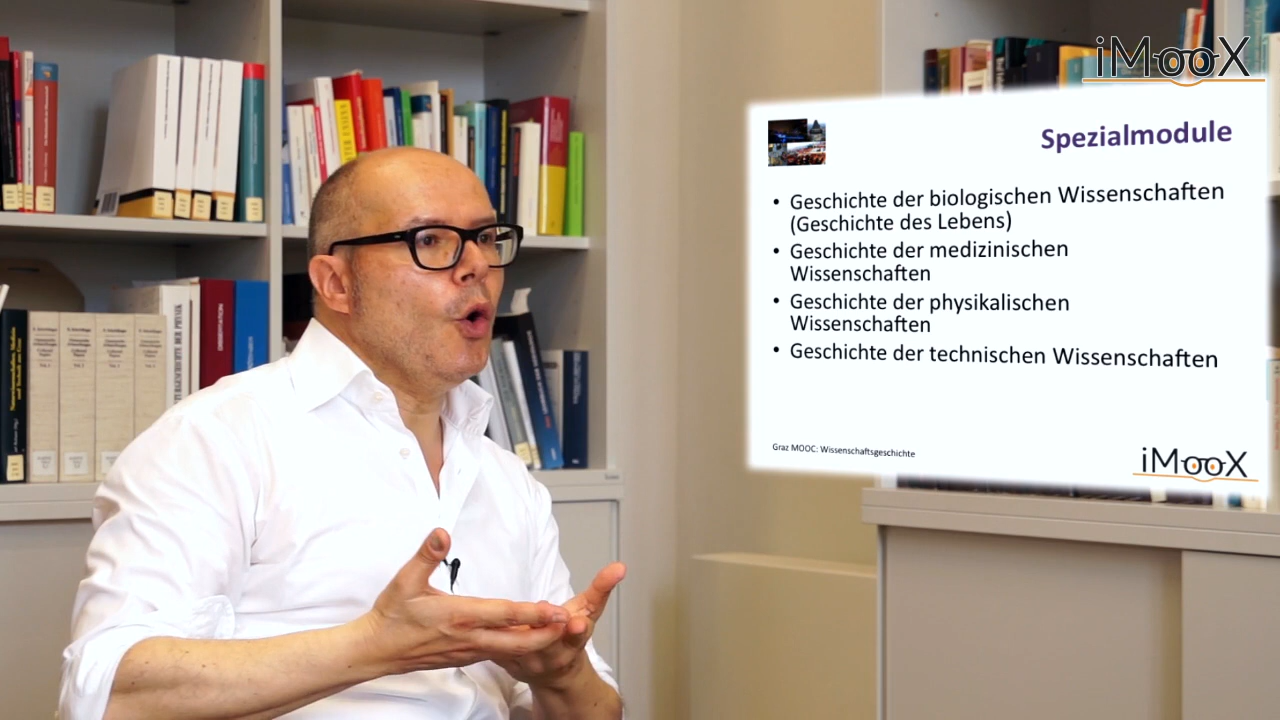 iMooX
Spezialmodule
• Geschichte der biologischen Wissenschaften
(Geschichte des Lebens)
• Geschichte der medizinischen
Wissenschaften
• Geschichte der physikalischen
Wissenschaften
• Geschichte der technischen Wissenschaften
Graz MOOC: Wissenschaftsgeschichte
iMooX